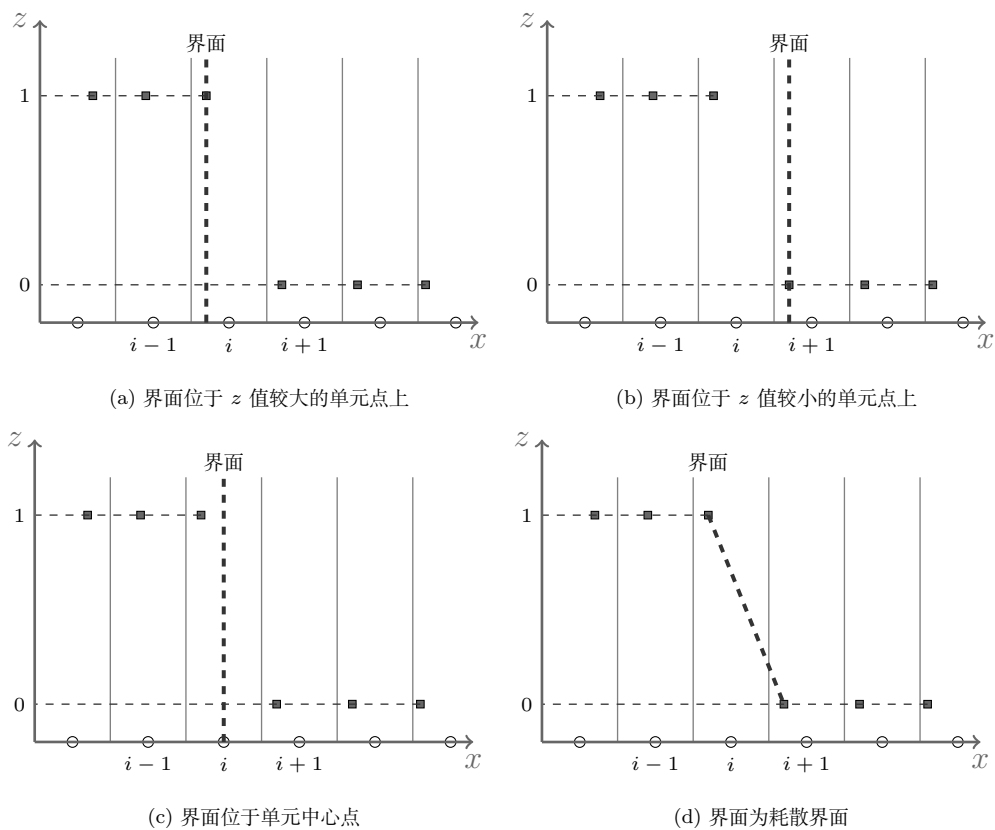 z
界面
1
0
i − 1
i
i + 1
x
(a) 界面位于 z 值较大的单元点上
z
界面
1
0
i − 1
i
i + 1
x
(b) 界面位于 z 值较小的单元点上
z
界面
1
0
i − 1
i
i + 1
x
(c) 界面位于单元中心点
z
界面
1
0
i − 1
i
i + 1
x
(d) 界面为耗散界面